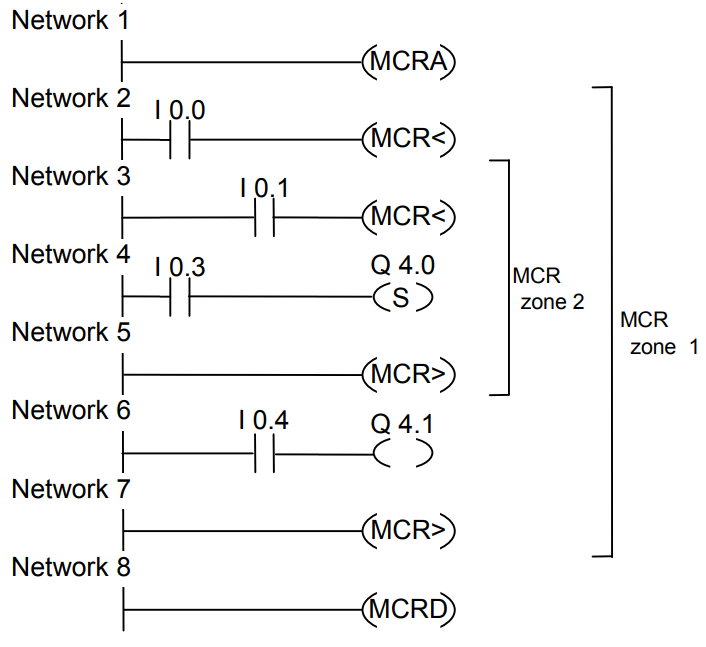 Network 1
(MCRA)
Network 2
I 0.0
(MCR<)
Network 3
I 0.1
(MCR<)
Network 4
I 0.3
Q 4.0
(S)
MCR
zone 2
Network 5
MCR
zone 1
(MCR>)
Network 6
I 0.4
Q 4.1
( )
Network 7
(MCR>)
Network 8
(MCRD)